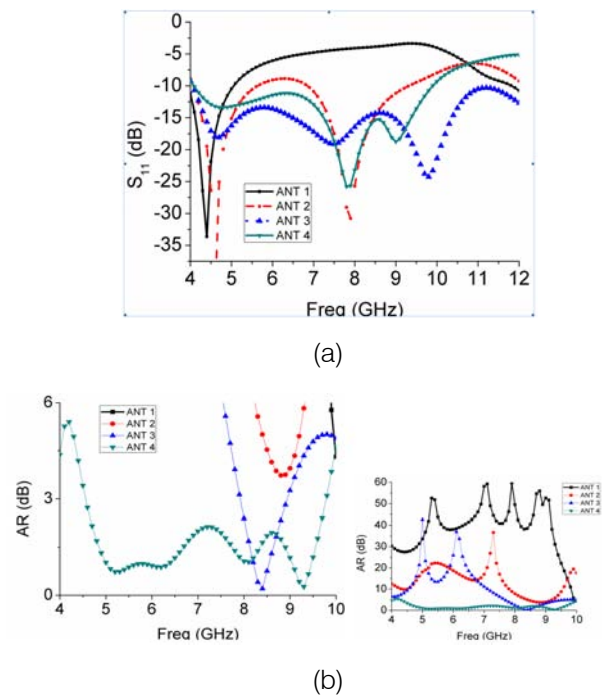 0
-5
-10
-15
-20
-25
-30
-35
S11 (dB)
ANT 1
ANT 2
ANT 3
ANT 4
4 5 6 7 8 9 10 11 12
Freq (GHz)
(a)
6
3
0
AR (dB)
ANT 1
ANT 2
ANT 3
ANT 4
4 5 6 7 8 9 10
Freq (GHz)
60
50
40
30
20
10
0
AR (dB)
ANT 1
ANT 2
ANT 3
ANT 4
4 5 6 7 8 9 10
Freq (GHz)
(b)